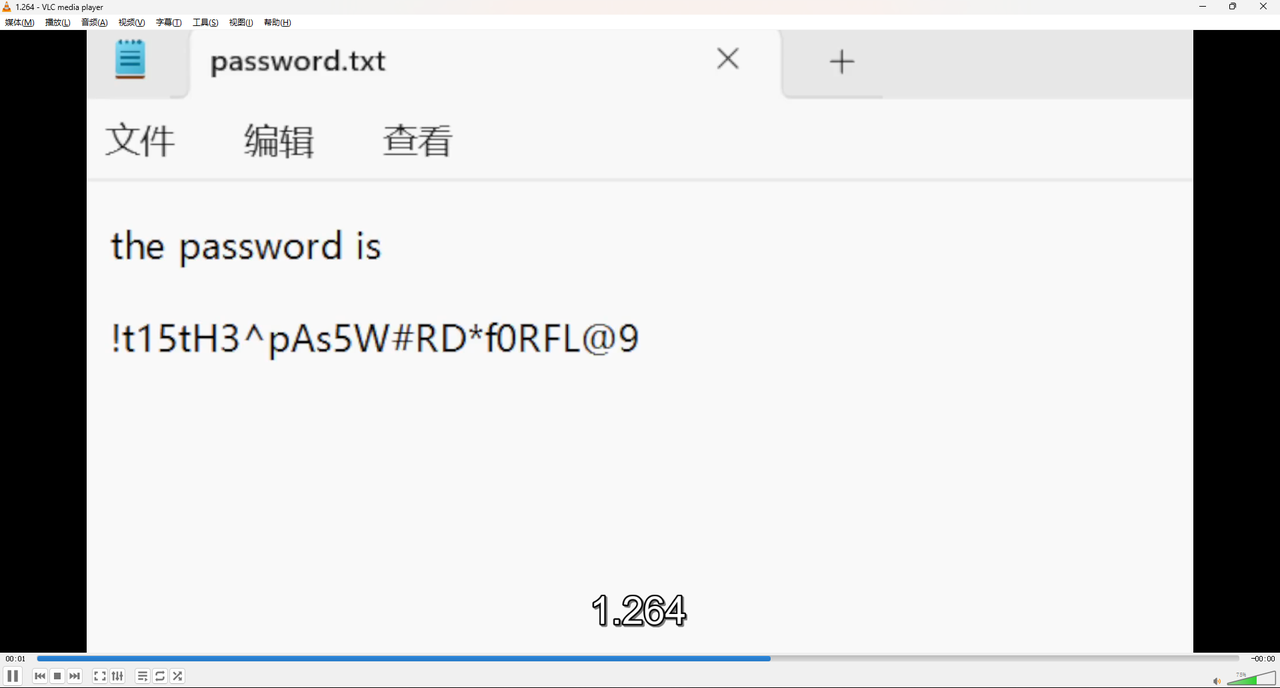 1.264 - VLC media player
媒体(M) 播放(L) 音频(A) 视频(V) 字幕(T) 工具(S) 视图(I) 帮助(H)
password.txt
文件 编辑 查看
the password is
!t15tH3^pAs5W#RD*f0RFL@9
1.264
00:01 -00:00
75%